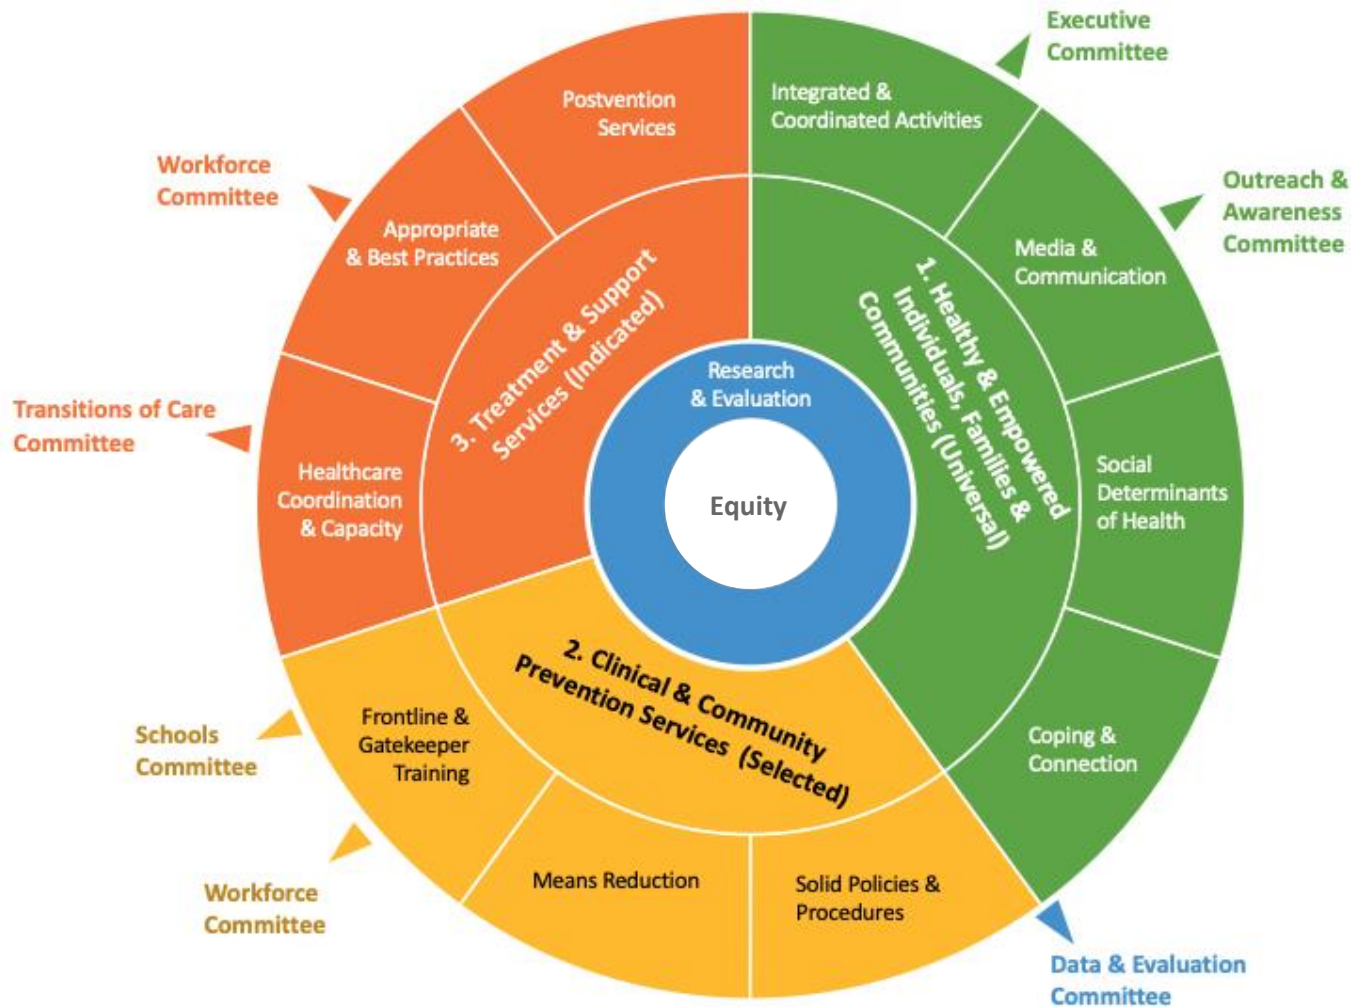 Executive
Committee
Postvention
Services
Integrated &
Coordinated Activities
Workforce
Committee
Outreach &
Awareness
Committee
Appropriate
& Best Practices
Media &
Communication
3. Treatment & Support
Services (Indicated)
1. Healthy & Empowered
Individuals, Families &
Communities (Universal)
Research
& Evaluation
Equity
Transitions of Care
Committee
Healthcare
Coordination
& Capacity
Social
Determinants
of Health
2. Clinical & Community
Prevention Services (Selected)
Schools
Committee
Frontline &
Gatekeeper
Training
Coping &
Connection
Workforce
Committee
Means Reduction
Solid Policies &
Procedures
Data & Evaluation
Committee